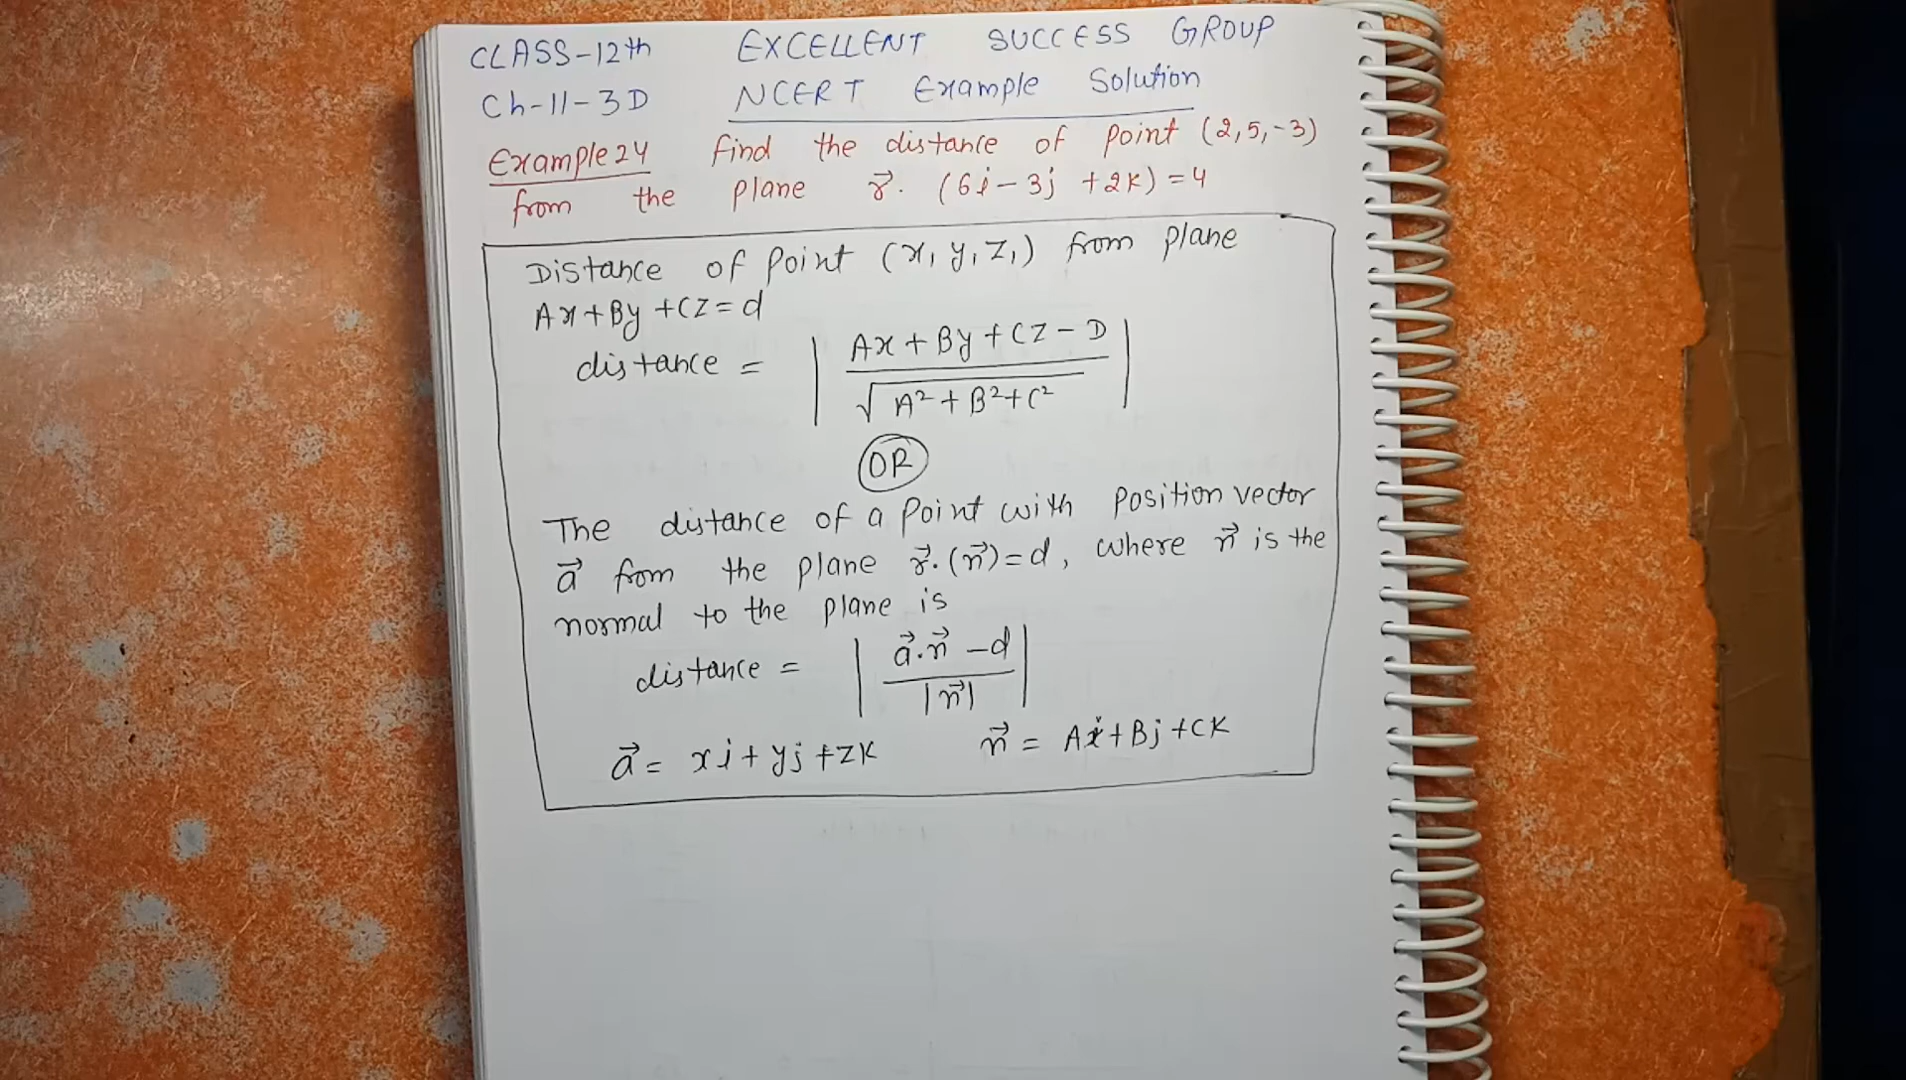 CLASS-12th EXCELLENT SUCCESS GROUP
Ch-11-3D NCERT Example Solution
Example 24 find the distance of point (2,5,-3)
from the plane r⃗. (6i-3j+2k)=4
Distance of Point (x₁ y₁ z₁) from plane
Ax+By+Cz=d
distance = | Ax+By+Cz-D / √A²+B²+C² |
OR
The distance of a Point with Position vector
a⃗ from the plane r⃗.(n⃗)=d, where n⃗ is the
normal to the plane is
distance = | a⃗.n⃗ -d / |n⃗| |
a⃗ = xi+yj+zk n⃗ = Ai+Bj+Ck